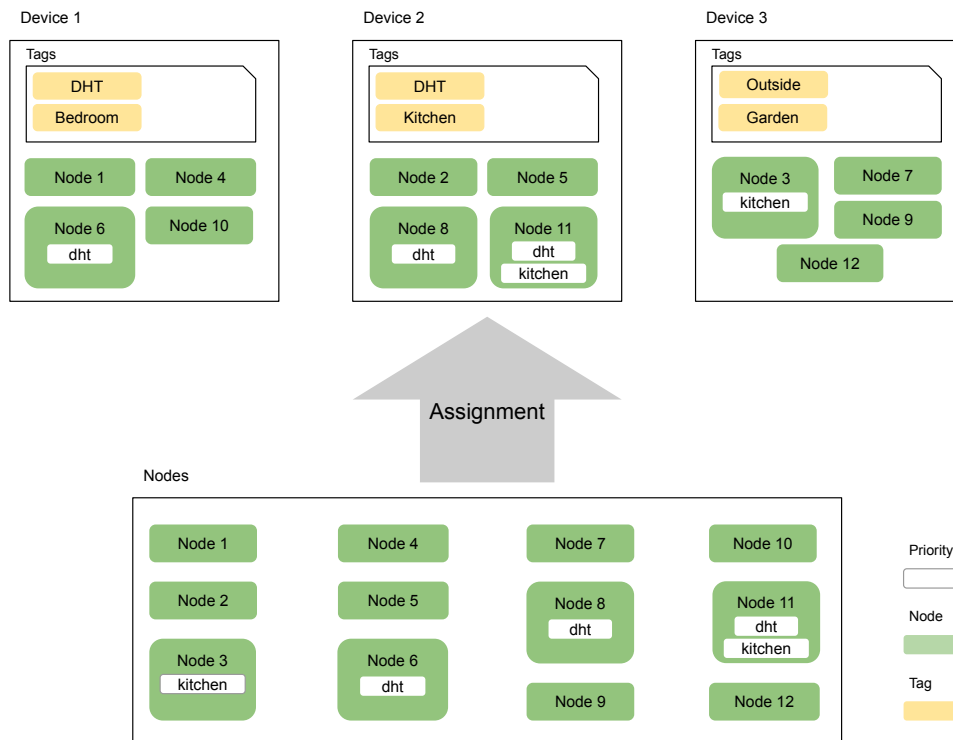 Device 1
Device 2
Device 3
Tags
DHT
Bedroom
Node 1
Node 4
Node 6
dht
Node 10
Tags
DHT
Kitchen
Node 2
Node 5
Node 8
dht
Node 11
dht
kitchen
Tags
Outside
Garden
Node 3
kitchen
Node 7
Node 9
Node 12
Assignment
Nodes
Node 1
Node 4
Node 7
Node 10
Node 2
Node 5
Node 8
dht
Node 11
dht
kitchen
Node 3
kitchen
Node 6
dht
Node 9
Node 12
Priority
Node
Tag